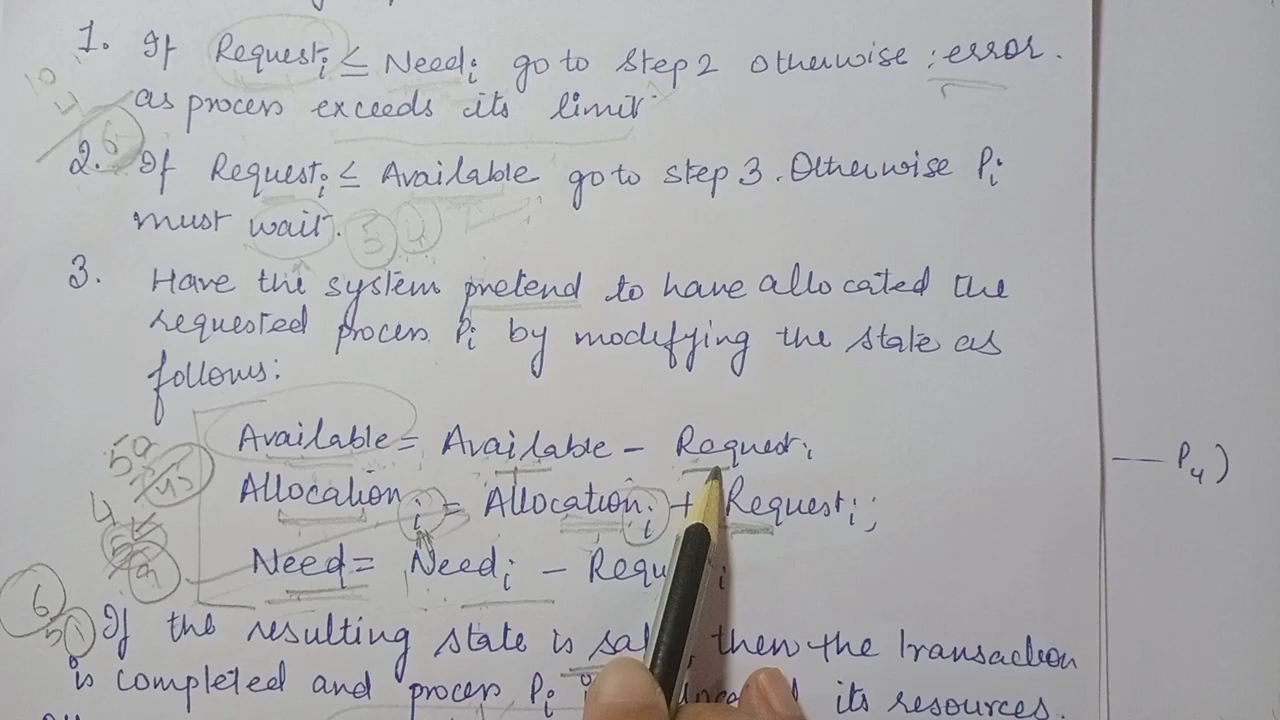 1. If Requestᵢ ≤ Needᵢ go to Step 2 otherwise : error.
as process exceeds its limit
2. If Requestᵢ ≤ Available go to step 3. Otherwise Pᵢ
must wait.
5 4
3. Have the system pretend to have allocated the
requested process Pᵢ by modifying the state as
follows:
Available = Available - Requestᵢ
— P₄)
Allocationᵢ = Allocationᵢ + Requestᵢ;
Need = Needᵢ -
6
If the resulting state is , then the transaction
is completed and process Pᵢ its resources.